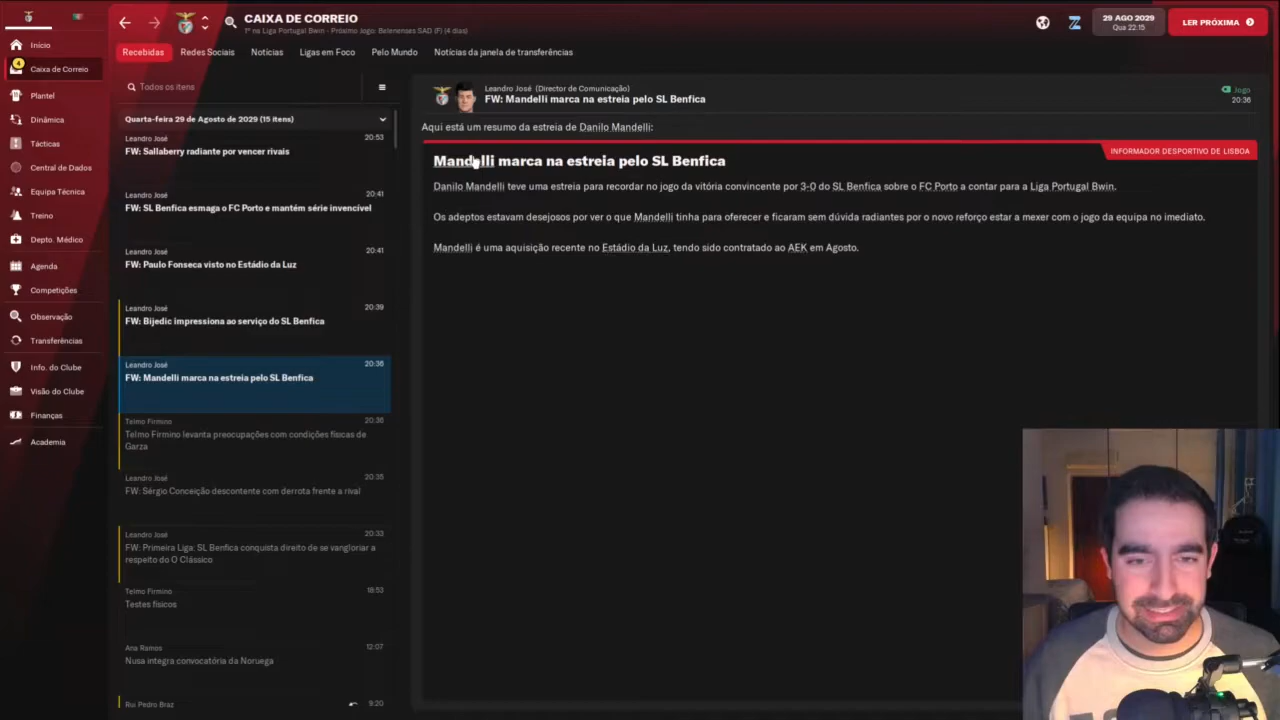 CAIXA DE CORREIO
1º na Liga Portugal Bwin - Próximo Jogo: Belenenses SAD (F) (4 dias)
29 AGO 2029
Qua 22:15
LER PRÓXIMA
Recebidas
Redes Sociais
Notícias
Ligas em Foco
Pelo Mundo
Notícias da janela de transferências
Início
4
Caixa de Correio
Plantel
Dinâmica
Tácticas
Central de Dados
Equipa Técnica
Treino
Depto. Médico
Agenda
Competições
Observação
Transferências
Info. do Clube
Visão do Clube
Finanças
Academia
Todos os itens
Quarta-feira 29 de Agosto de 2029 (15 itens)
Leandro José 20:53
FW: Sallaberry radiante por vencer rivais
Leandro José 20:41
FW: SL Benfica esmaga o FC Porto e mantém série invencível
Leandro José 20:41
FW: Paulo Fonseca visto no Estádio da Luz
Leandro José 20:39
FW: Bijedic impressiona ao serviço do SL Benfica
Leandro José 20:36
FW: Mandelli marca na estreia pelo SL Benfica
Telmo Firmino 20:36
Telmo Firmino levanta preocupações com condições físicas de
Garza
Leandro José 20:35
FW: Sérgio Conceição descontente com derrota frente a rival
Leandro José 20:33
FW: Primeira Liga: SL Benfica conquista direito de se vangloriar a
respeito do O Clássico
Telmo Firmino 18:53
Testes físicos
Ana Ramos 12:07
Nusa integra convocatória da Noruega
Rui Pedro Braz 9:20
Leandro José (Director de Comunicação)
FW: Mandelli marca na estreia pelo SL Benfica
Jogo
20:36
Aqui está um resumo da estreia de Danilo Mandelli:
INFORMADOR DESPORTIVO DE LISBOA
Mandelli marca na estreia pelo SL Benfica
Danilo Mandelli teve uma estreia para recordar no jogo da vitória convincente por 3-0 do SL Benfica sobre o FC Porto a contar para a Liga Portugal Bwin.
Os adeptos estavam desejosos por ver o que Mandelli tinha para oferecer e ficaram sem dúvida radiantes por o novo reforço estar a mexer com o jogo da equipa no imediato.
Mandelli é uma aquisição recente no Estádio da Luz, tendo sido contratado ao AEK em Agosto.